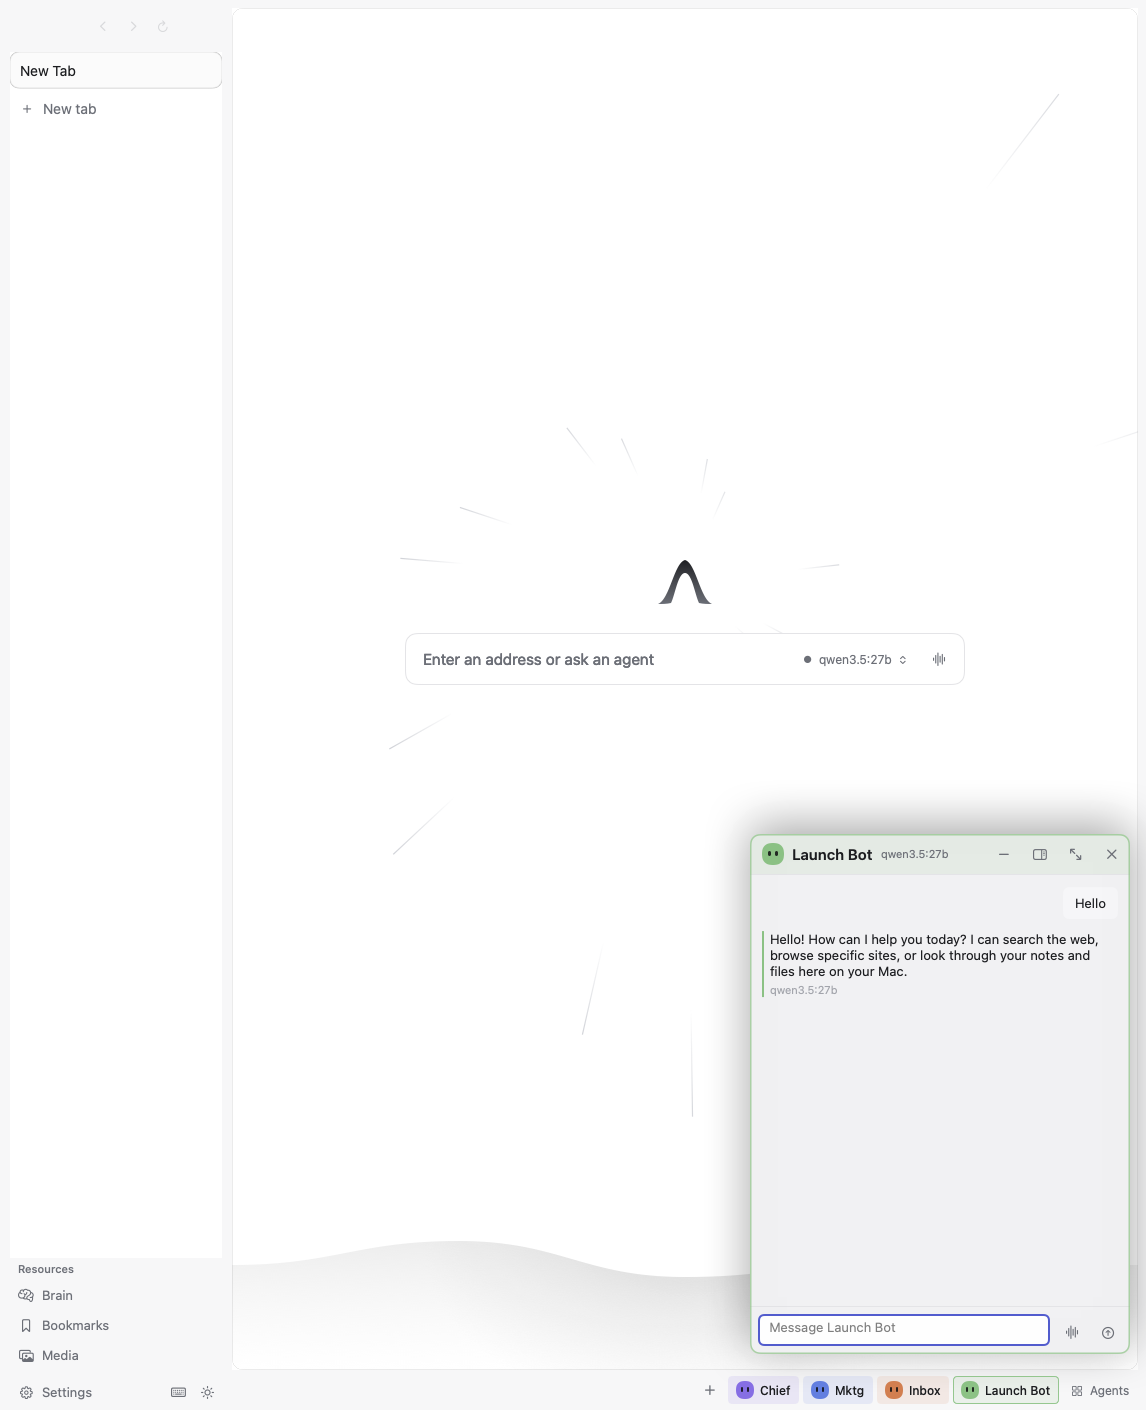 New Tab
+ New tab
Enter an address or ask an agent
qwen3.5:27b
Launch Bot qwen3.5:27b
Hello
Hello! How can I help you today? I can search the web,
browse specific sites, or look through your notes and
files here on your Mac.
qwen3.5:27b
Message Launch Bot
Resources
Brain
Bookmarks
Media
Settings
+ Chief Mktg Inbox Launch Bot Agents